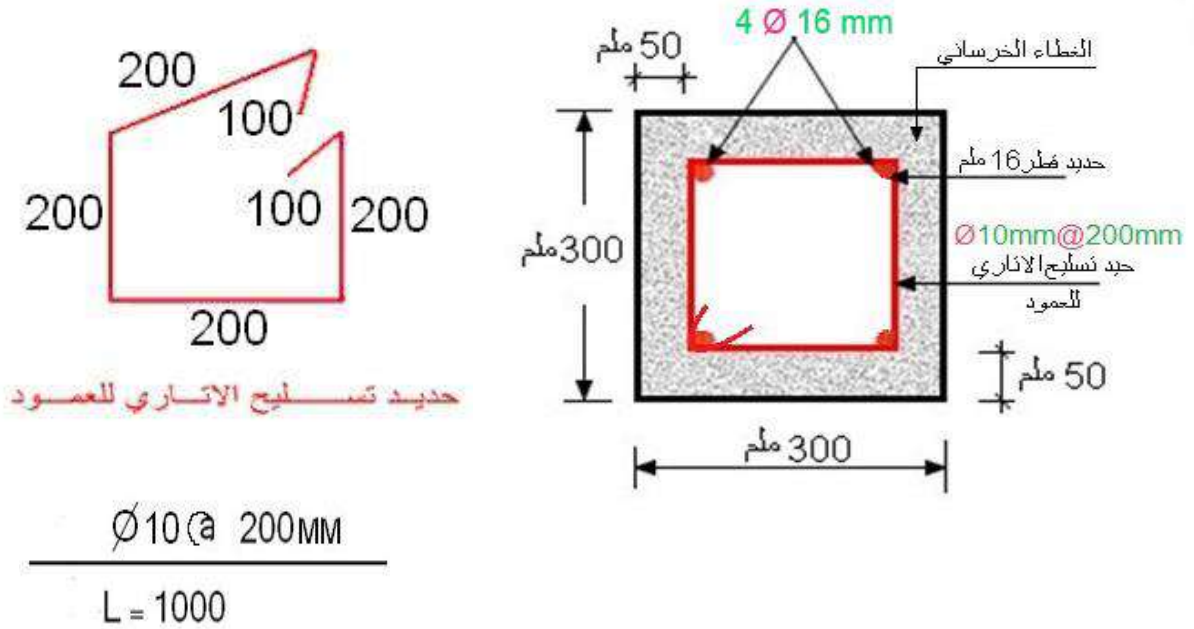 200
100
200
100
200
200
حديد تسليح الاتاري للعمود
Ø10@ 200MM
L = 1000
4 Ø 16 mm
50 ملم
الغطاء الخرساني
حديد قطر16 ملم
300ملم
Ø10mm@200mm
حيد تسليح الاتاري
للعمود
50 ملم
300 ملم